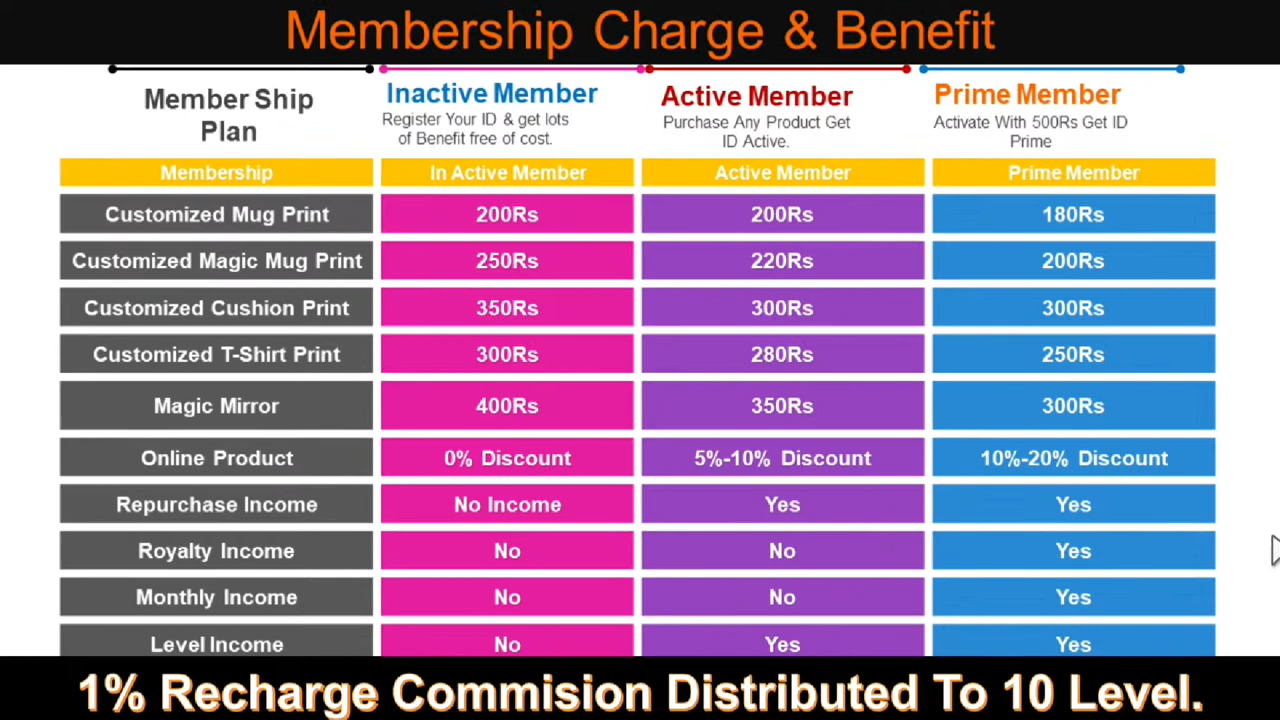 Membership Charge & Benefit
Member Ship
Plan
Inactive Member
Register Your ID & get lots
of Benefit free of cost.
Active Member
Purchase Any Product Get
ID Active.
Prime Member
Activate With 500Rs Get ID
Prime
Membership In Active Member Active Member Prime Member
Customized Mug Print 200Rs 200Rs 180Rs
Customized Magic Mug Print 250Rs 220Rs 200Rs
Customized Cushion Print 350Rs 300Rs 300Rs
Customized T-Shirt Print 300Rs 280Rs 250Rs
Magic Mirror 400Rs 350Rs 300Rs
Online Product 0% Discount 5%-10% Discount 10%-20% Discount
Repurchase Income No Income Yes Yes
Royalty Income No No Yes
Monthly Income No No Yes
Level Income No Yes Yes
1% Recharge Commision Distributed To 10 Level.